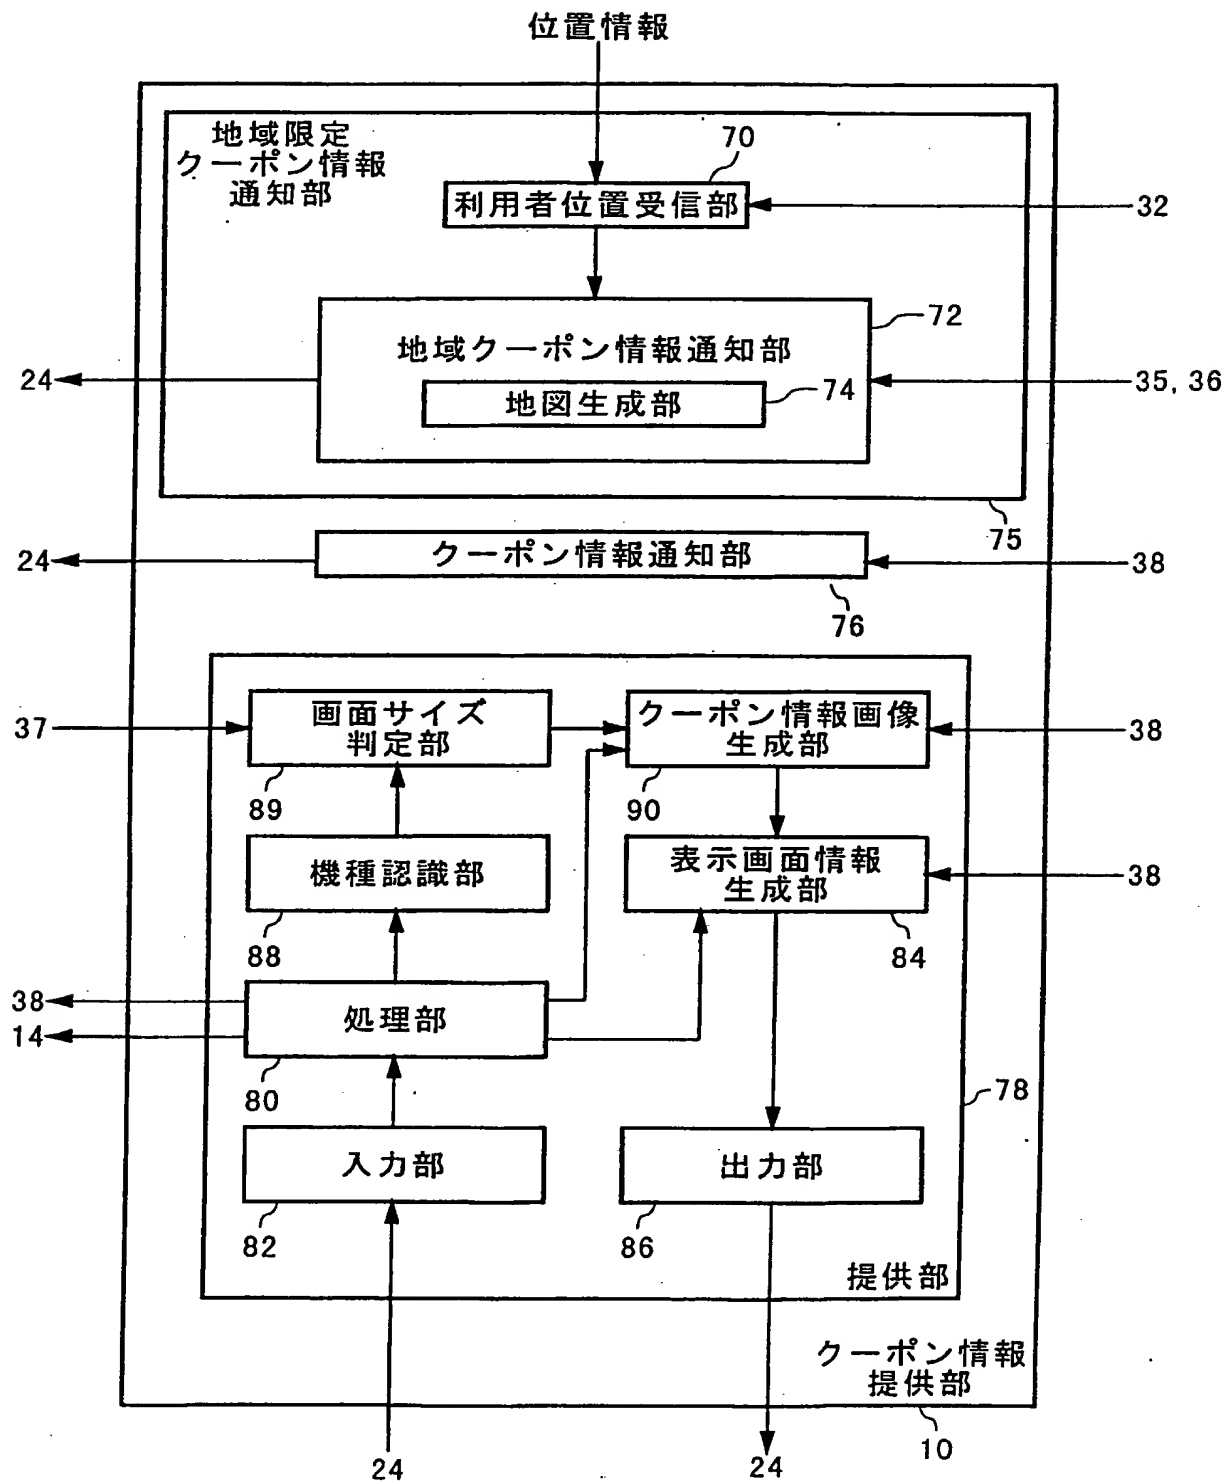 位置情報
地域限定
クーポン情報
通知部
70
利用者位置受信部
32
72
地域クーポン情報通知部
24
35, 36
地図生成部
74
75
クーポン情報通知部
24
38
76
37
画面サイズ
判定部
89
クーポン情報画像
生成部
38
90
機種認識部
88
表示画面情報
生成部
38
84
38
14
処理部
80
78
入力部
82
出力部
86
提供部
クーポン情報
提供部
10
24
24